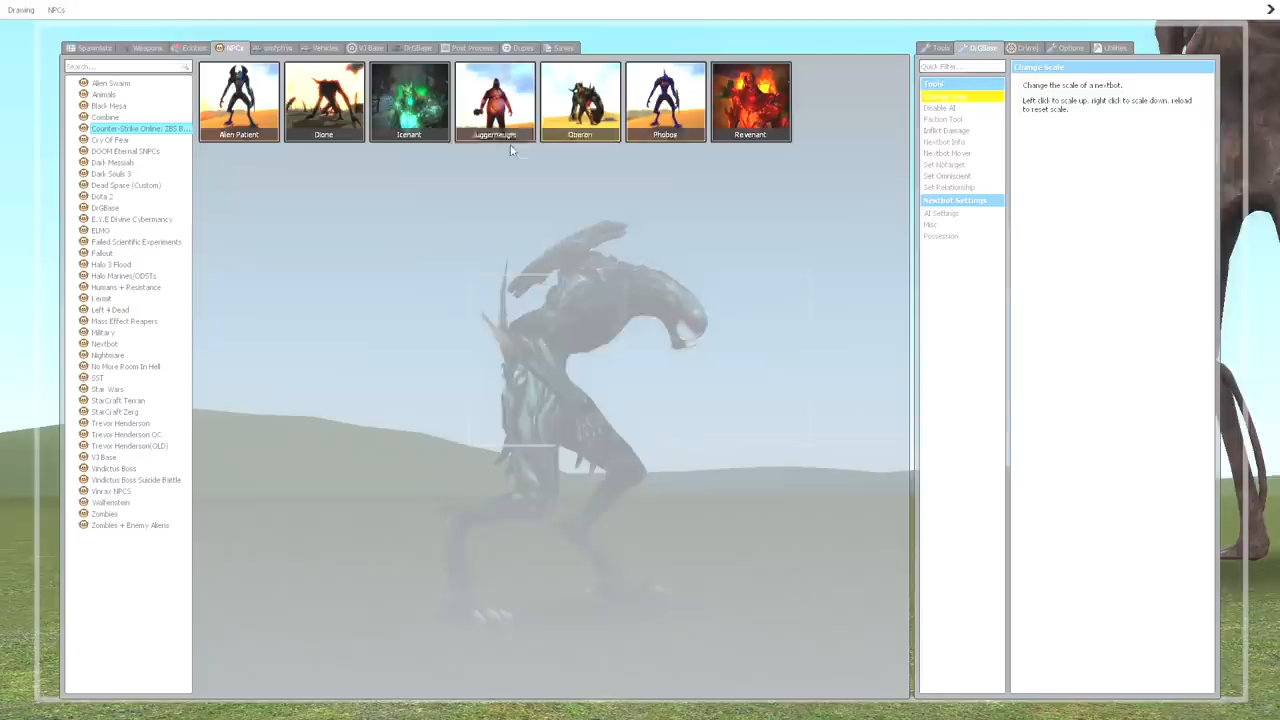 Drawing NPCs
Spawnlists Weapons Entities NPCs Vehicles VJ Base DrGBase Post Process Dupes Saves
Tools DrGBase Drive Options Utilities
Search...
Alien Swarm
Animals
Black Mesa
Combine
Counter-Strike Online: ZBS B...
Cry Of Fear
DOOM Eternal SNPCs
Dark Messiah
Dark Souls 3
Dead Space (Custom)
Dota 2
DrGBase
E.Y.E Divine Cybermancy
ELMO
Failed Scientific Experiments
Fallout
Halo 3 Flood
Halo Marines/ODSTs
Humans + Resistance
Left 4 Dead
Mass Effect Reapers
Military
Nextbot
Nightmare
No More Room In Hell
SST
Star Wars
StarCraft Terran
StarCraft Zerg
Trevor Henderson
Trevor Henderson OC
Trevor Henderson(OLD)
VJ Base
Vindictus Boss
Vindictus Boss Suicide Battle
Vinrax NPCS
Wolfenstein
Zombies
Zombies + Enemy Aliens
Alien Patient
Dione
Icenant
Juggernaught
Oberon
Phobos
Revenant
Quick Filter...
Tools
Disable AI
Faction Tool
Inflict Damage
Nextbot Info
Nextbot Mover
Set Notarget
Set Omniscient
Set Relationship
Nextbot Settings
AI Settings
Misc
Possession
Change Scale
Change the scale of a nextbot.
Left click to scale up, right click to scale down, reload
to reset scale.